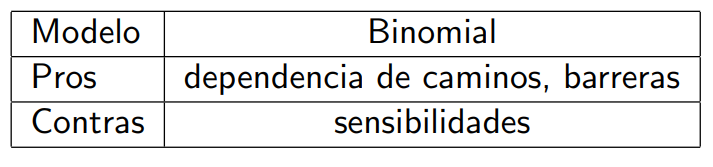 Modelo Binomial
Pros dependencia de caminos, barreras
Contras sensibilidades